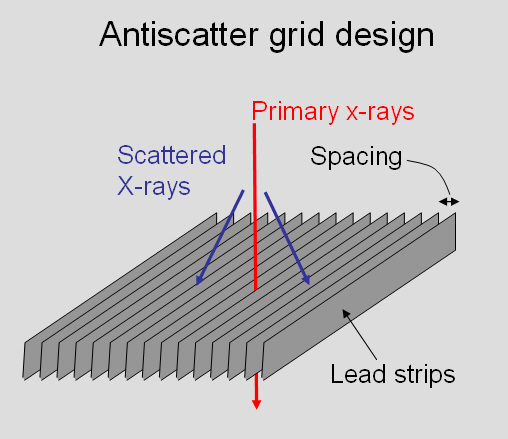 Antiscatter grid design
Primary x-rays
Scattered
X-rays
Spacing
Lead strips